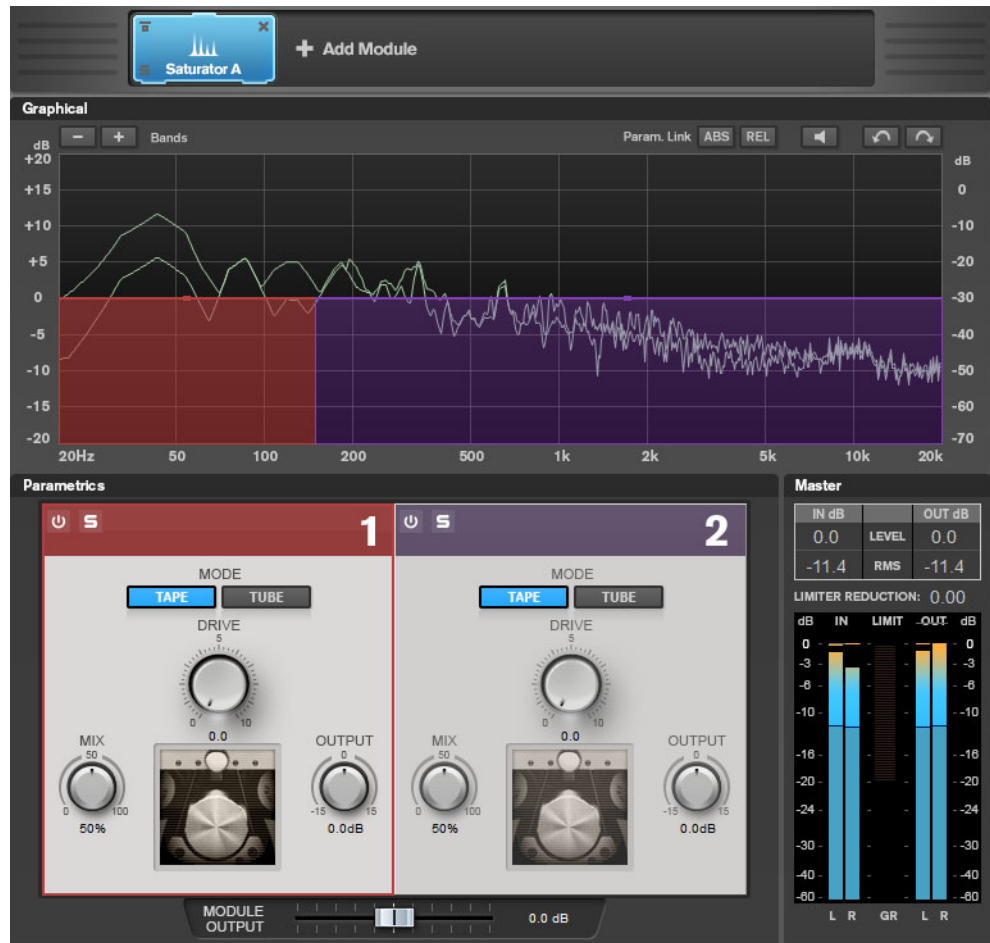 S
Saturator A
+ Add Module
Graphical
dB - + Bands Param. Link ABS REL
+20 dB
+15 0
+10 -10
+5 -20
0 -30
-5 -40
-10 -50
-15 -60
-20 -70
20Hz 50 100 200 500 1k 2k 5k 10k 20k
Parametrics
S 1
MODE
TAPE TUBE
DRIVE
5
0 10
0.0
MIX OUTPUT
50 0
0 100 -15 15
50% 0.0dB
S 2
MODE
TAPE TUBE
DRIVE
5
0 10
0.0
MIX OUTPUT
50 0
0 100 -15 15
50% 0.0dB
MODULE
OUTPUT 0.0 dB
Master
IN dB OUT dB
0.0 LEVEL 0.0
-11.4 RMS -11.4
LIMITER REDUCTION: 0.00
dB IN LIMIT OUT dB
0 - - - - 0
-3 - - - - -3
-6 - - - - -6
-10 - - - - -10
-16 - - - - -16
-20 - - - - -20
-24 - - - - -24
-30 - - - - -30
-40 - - - - -40
-60 - - - - -60
L R GR L R